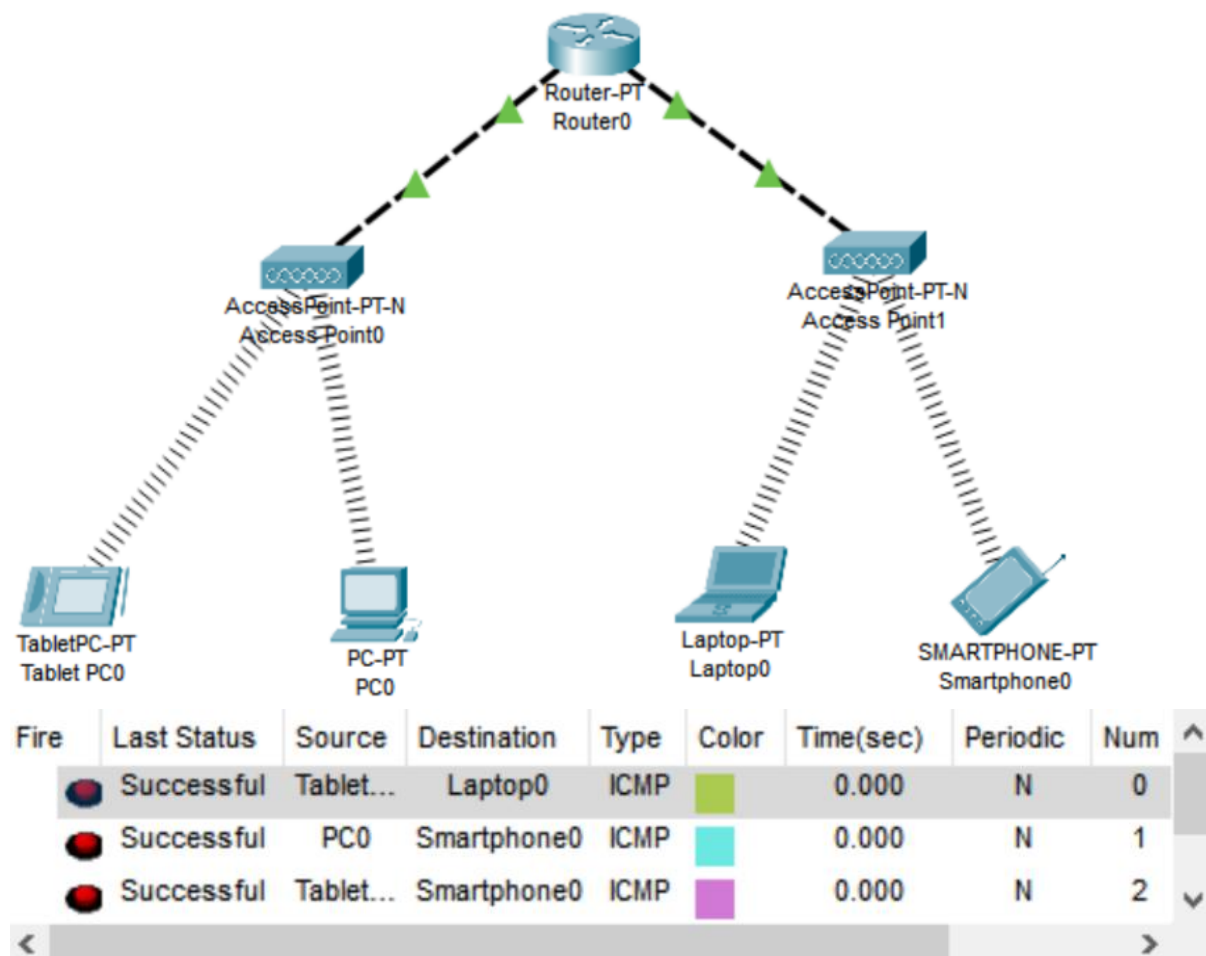 Router-PT
Router0
AccessPoint-PT-N
Access Point0
AccessPoint-PT-N
Access Point1
TabletPC-PT
Tablet PC0
PC-PT
PC0
Laptop-PT
Laptop0
SMARTPHONE-PT
Smartphone0
Fire Last Status Source Destination Type Color Time(sec) Periodic Num
Successful Tablet... Laptop0 ICMP 0.000 N 0
Successful PC0 Smartphone0 ICMP 0.000 N 1
Successful Tablet... Smartphone0 ICMP 0.000 N 2